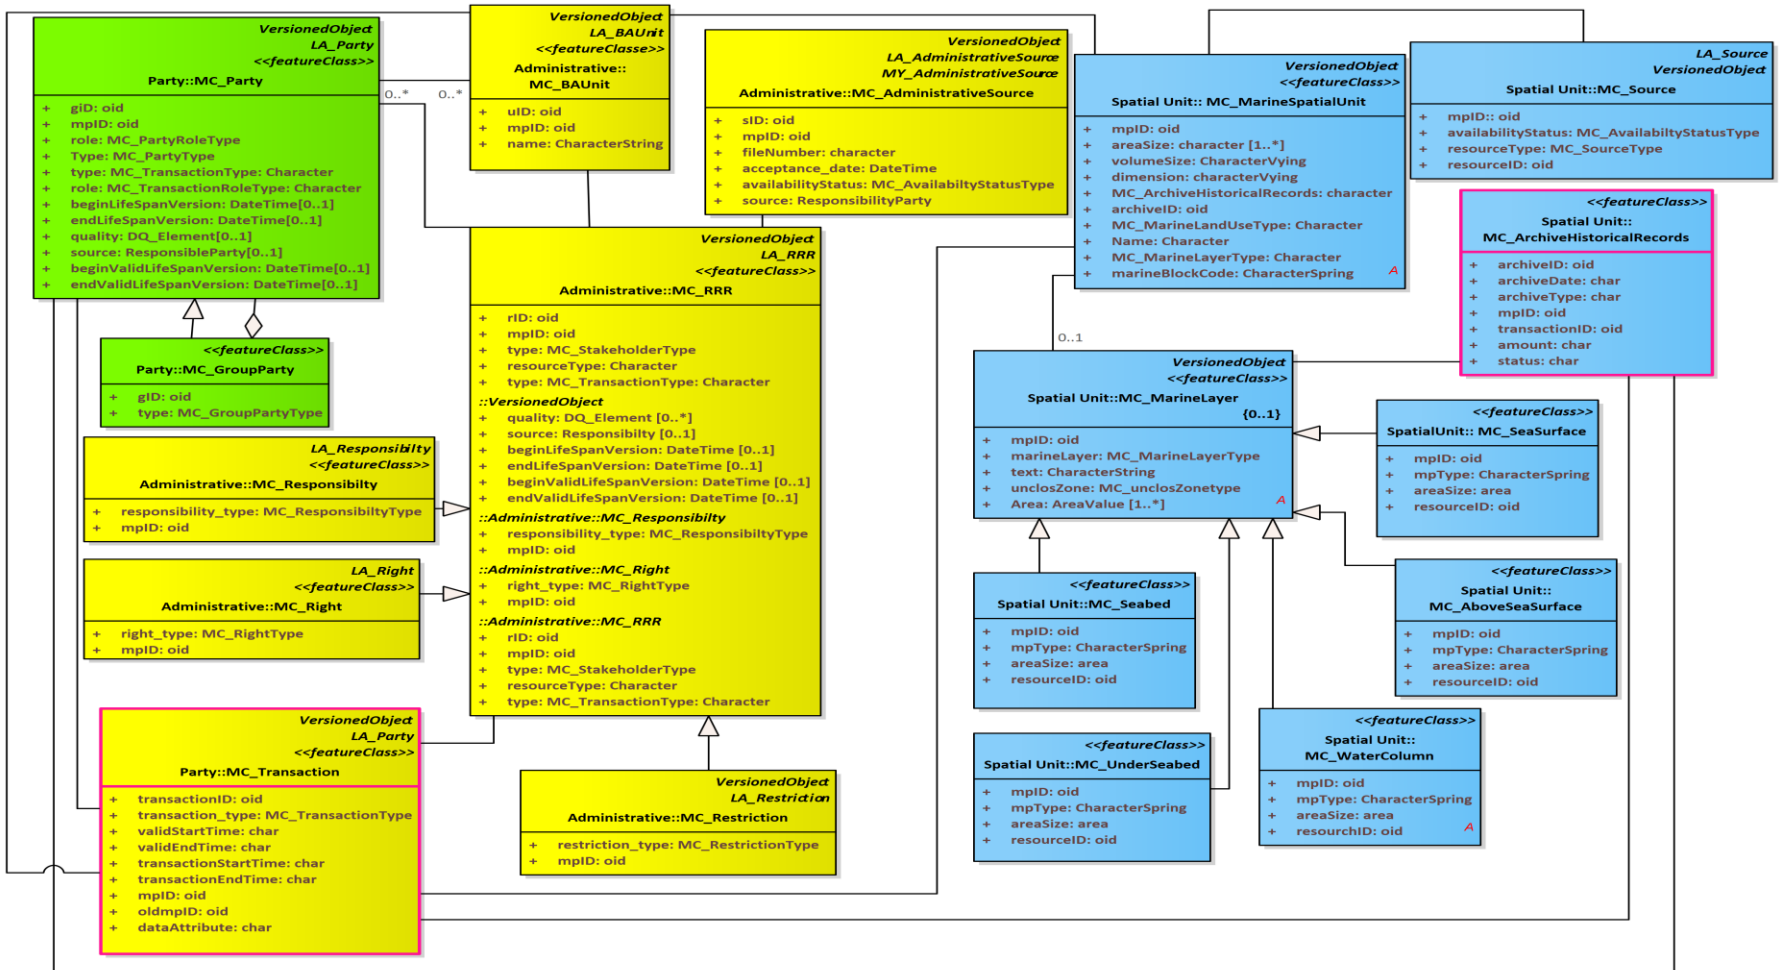 VersionedObject
LA_Party
<<featureClass>>
Party::MC_Party
+ giD: oid
+ mpID: oid
+ role: MC_PartyRoleType
+ Type: MC_PartyType
+ type: MC_TransactionType: Character
+ role: MC_TransactionRoleType: Character
+ beginLifeSpanVersion: DateTime[0..1]
+ endLifeSpanVersion: DateTime[0..1]
+ quality: DQ_Element[0..1]
+ source: ResponsibleParty[0..1]
+ beginValidLifeSpanVersion: DateTime[0..1]
+ endValidLifeSpanVersion: DateTime[0..1]
0..*
0..*
VersionedObject
LA_BAUnit
<<featureClasse>>
Administrative::
MC_BAUnit
+ uID: oid
+ mpID: oid
+ name: CharacterString
VersionedObject
LA_AdministrativeSource
MY_AdministrativeSource
Administrative::MC_AdministrativeSource
+ sID: oid
+ mpID: oid
+ fileNumber: character
+ acceptance_date: DateTime
+ availabilityStatus: MC_AvailabiltyStatusType
+ source: ResponsibilityParty
VersionedObject
<<featureClass>>
Spatial Unit:: MC_MarineSpatialUnit
+ mpID: oid
+ areaSize: character [1..*]
+ volumeSize: CharacterVying
+ dimension: characterVying
+ MC_ArchiveHistoricalRecords: character
+ archiveID: oid
+ MC_MarineLandUseType: Character
+ Name: Character
+ MC_MarineLayerType: Character
+ marineBlockCode: CharacterSpring
A
LA_Source
VersionedObject
Spatial Unit::MC_Source
+ mpID:: oid
+ availabilityStatus: MC_AvailabiltyStatusType
+ resourceType: MC_SourceType
+ resourceID: oid
<<featureClass>>
Spatial Unit::
MC_ArchiveHistoricalRecords
+ archiveID: oid
+ archiveDate: char
+ archiveType: char
+ mpID: oid
+ transactionID: oid
+ amount: char
+ status: char
<<featureClass>>
Party::MC_GroupParty
+ gID: oid
+ type: MC_GroupPartyType
VersionedObject
LA_RRR
<<featureClass>>
Administrative::MC_RRR
+ rID: oid
+ mpID: oid
+ type: MC_StakeholderType
+ resourceType: Character
+ type: MC_TransactionType: Character
::VersionedObject
+ quality: DQ_Element [0..*]
+ source: Responsibilty [0..1]
+ beginLifeSpanVersion: DateTime [0..1]
+ endLifeSpanVersion: DateTime [0..1]
+ beginValidLifeSpanVersion: DateTime [0..1]
+ endValidLifeSpanVersion: DateTime [0..1]
::Administrative::MC_Responsibilty
+ responsibility_type: MC_ResponsibiltyType
+ mpID: oid
::Administrative::MC_Right
+ right_type: MC_RightType
+ mpID: oid
::Administrative::MC_RRR
+ rID: oid
+ mpID: oid
+ type: MC_StakeholderType
+ resourceType: Character
+ type: MC_TransactionType: Character
LA_Responsibilty
<<featureClass>>
Administrative::MC_Responsibilty
+ responsibility_type: MC_ResponsibiltyType
+ mpID: oid
LA_Right
<<featureClass>>
Administrative::MC_Right
+ right_type: MC_RightType
+ mpID: oid
VersionedObject
LA_Party
<<featureClass>>
Party::MC_Transaction
+ transactionID: oid
+ transaction_type: MC_TransactionType
+ validStartTime: char
+ validEndTime: char
+ transactionStartTime: char
+ transactionEndTime: char
+ mpID: oid
+ oldmpID: oid
+ dataAttribute: char
VersionedObject
LA_Restriction
Administrative::MC_Restriction
+ restriction_type: MC_RestrictionType
+ mpID: oid
0..1
VersionedObject
<<featureClass>>
Spatial Unit::MC_MarineLayer
{0..1}
+ mpID: oid
+ marineLayer: MC_MarineLayerType
+ text: CharacterString
+ unclosZone: MC_unclosZonetype
+ Area: AreaValue [1..*]
A
<<featureClass>>
SpatialUnit:: MC_SeaSurface
+ mpID: oid
+ mpType: CharacterSpring
+ areaSize: area
+ resourceID: oid
<<featureClass>>
Spatial Unit::
MC_AboveSeaSurface
+ mpID: oid
+ mpType: CharacterSpring
+ areaSize: area
+ resourceID: oid
<<featureClass>>
Spatial Unit::MC_Seabed
+ mpID: oid
+ mpType: CharacterSpring
+ areaSize: area
+ resourceID: oid
<<featureClass>>
Spatial Unit::MC_UnderSeabed
+ mpID: oid
+ mpType: CharacterSpring
+ areaSize: area
+ resourceID: oid
<<featureClass>>
Spatial Unit::
MC_WaterColumn
+ mpID: oid
+ mpType: CharacterSpring
+ areaSize: area
+ resourchID: oid
A